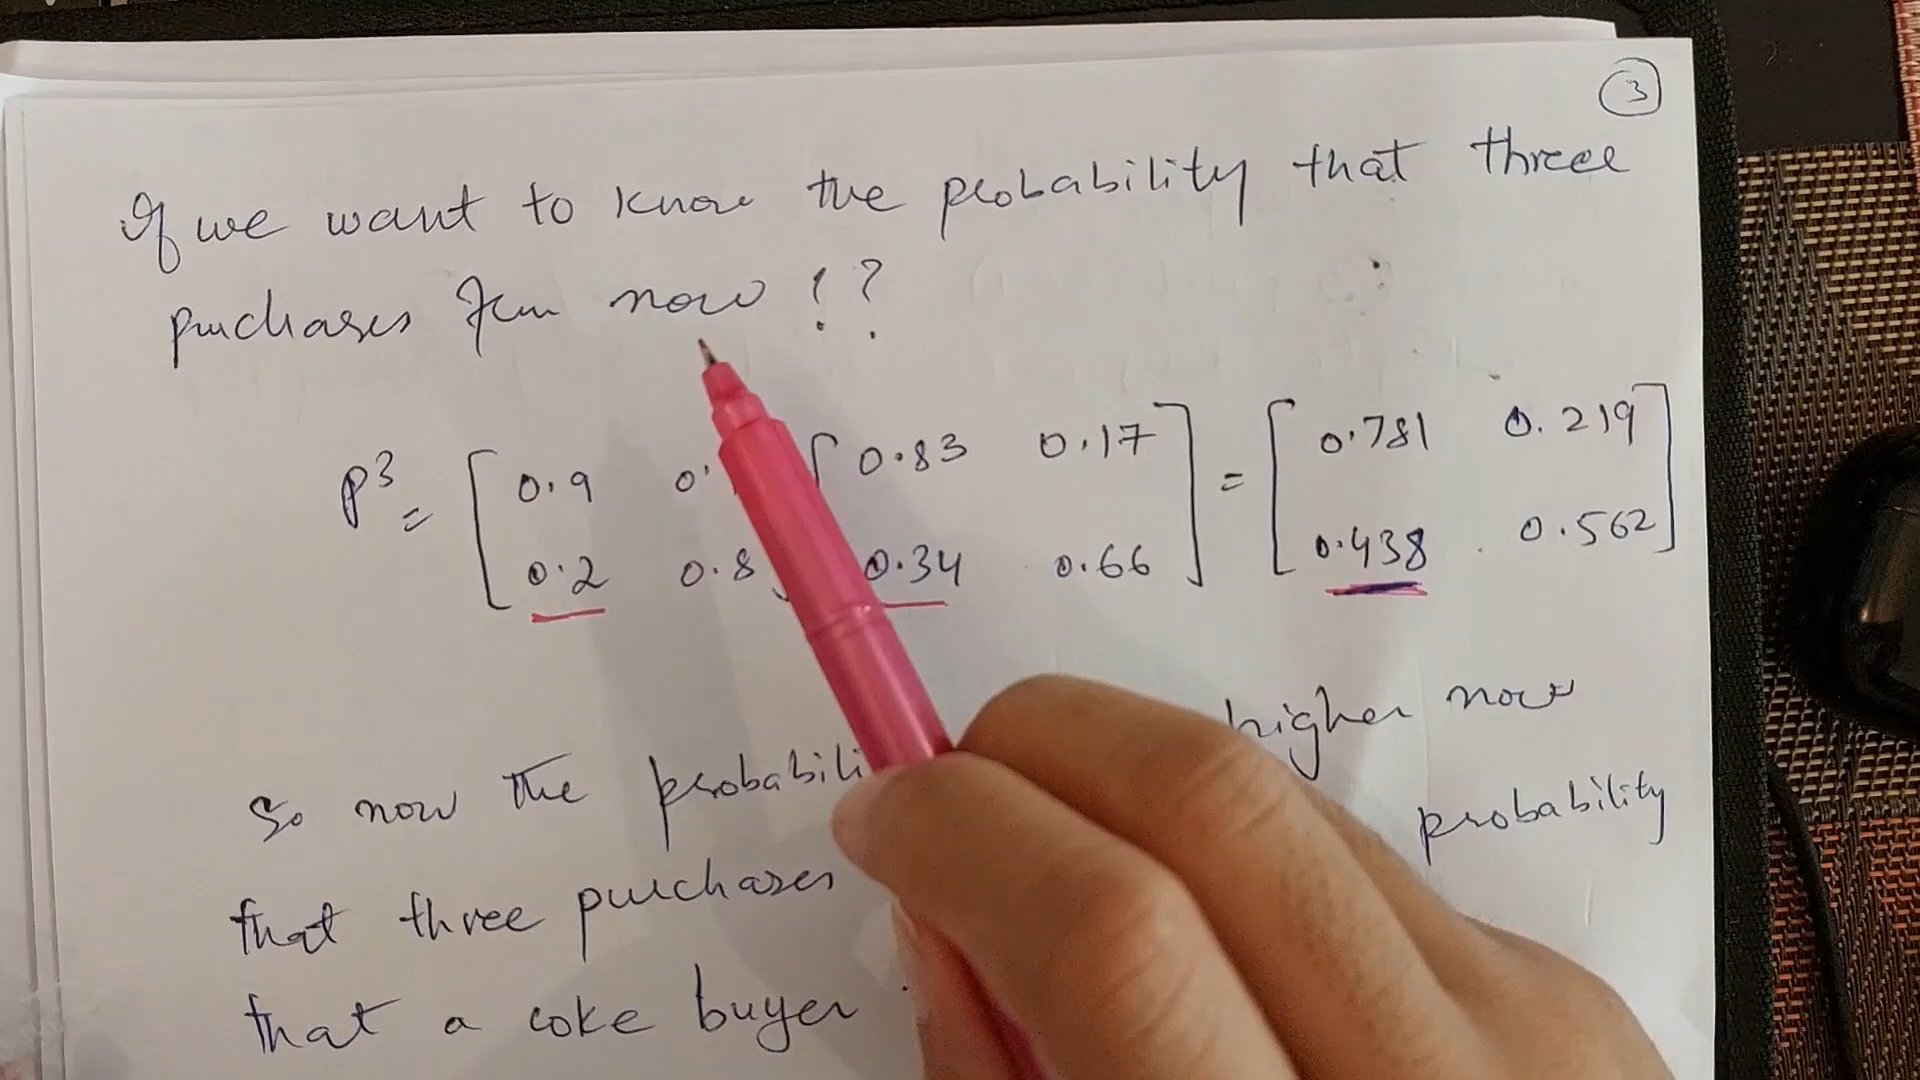 3
If we want to know the probability that three
purchases from now !?
P³ = [ 0.9 0. [ 0.83 0.17 ] = [ 0.781 0.219 ]
[ 0.2 0.8 ] 0.34 0.66 ] [ 0.438 0.562 ]
So now the probabili higher now
that three purchases probability
that a coke buyer